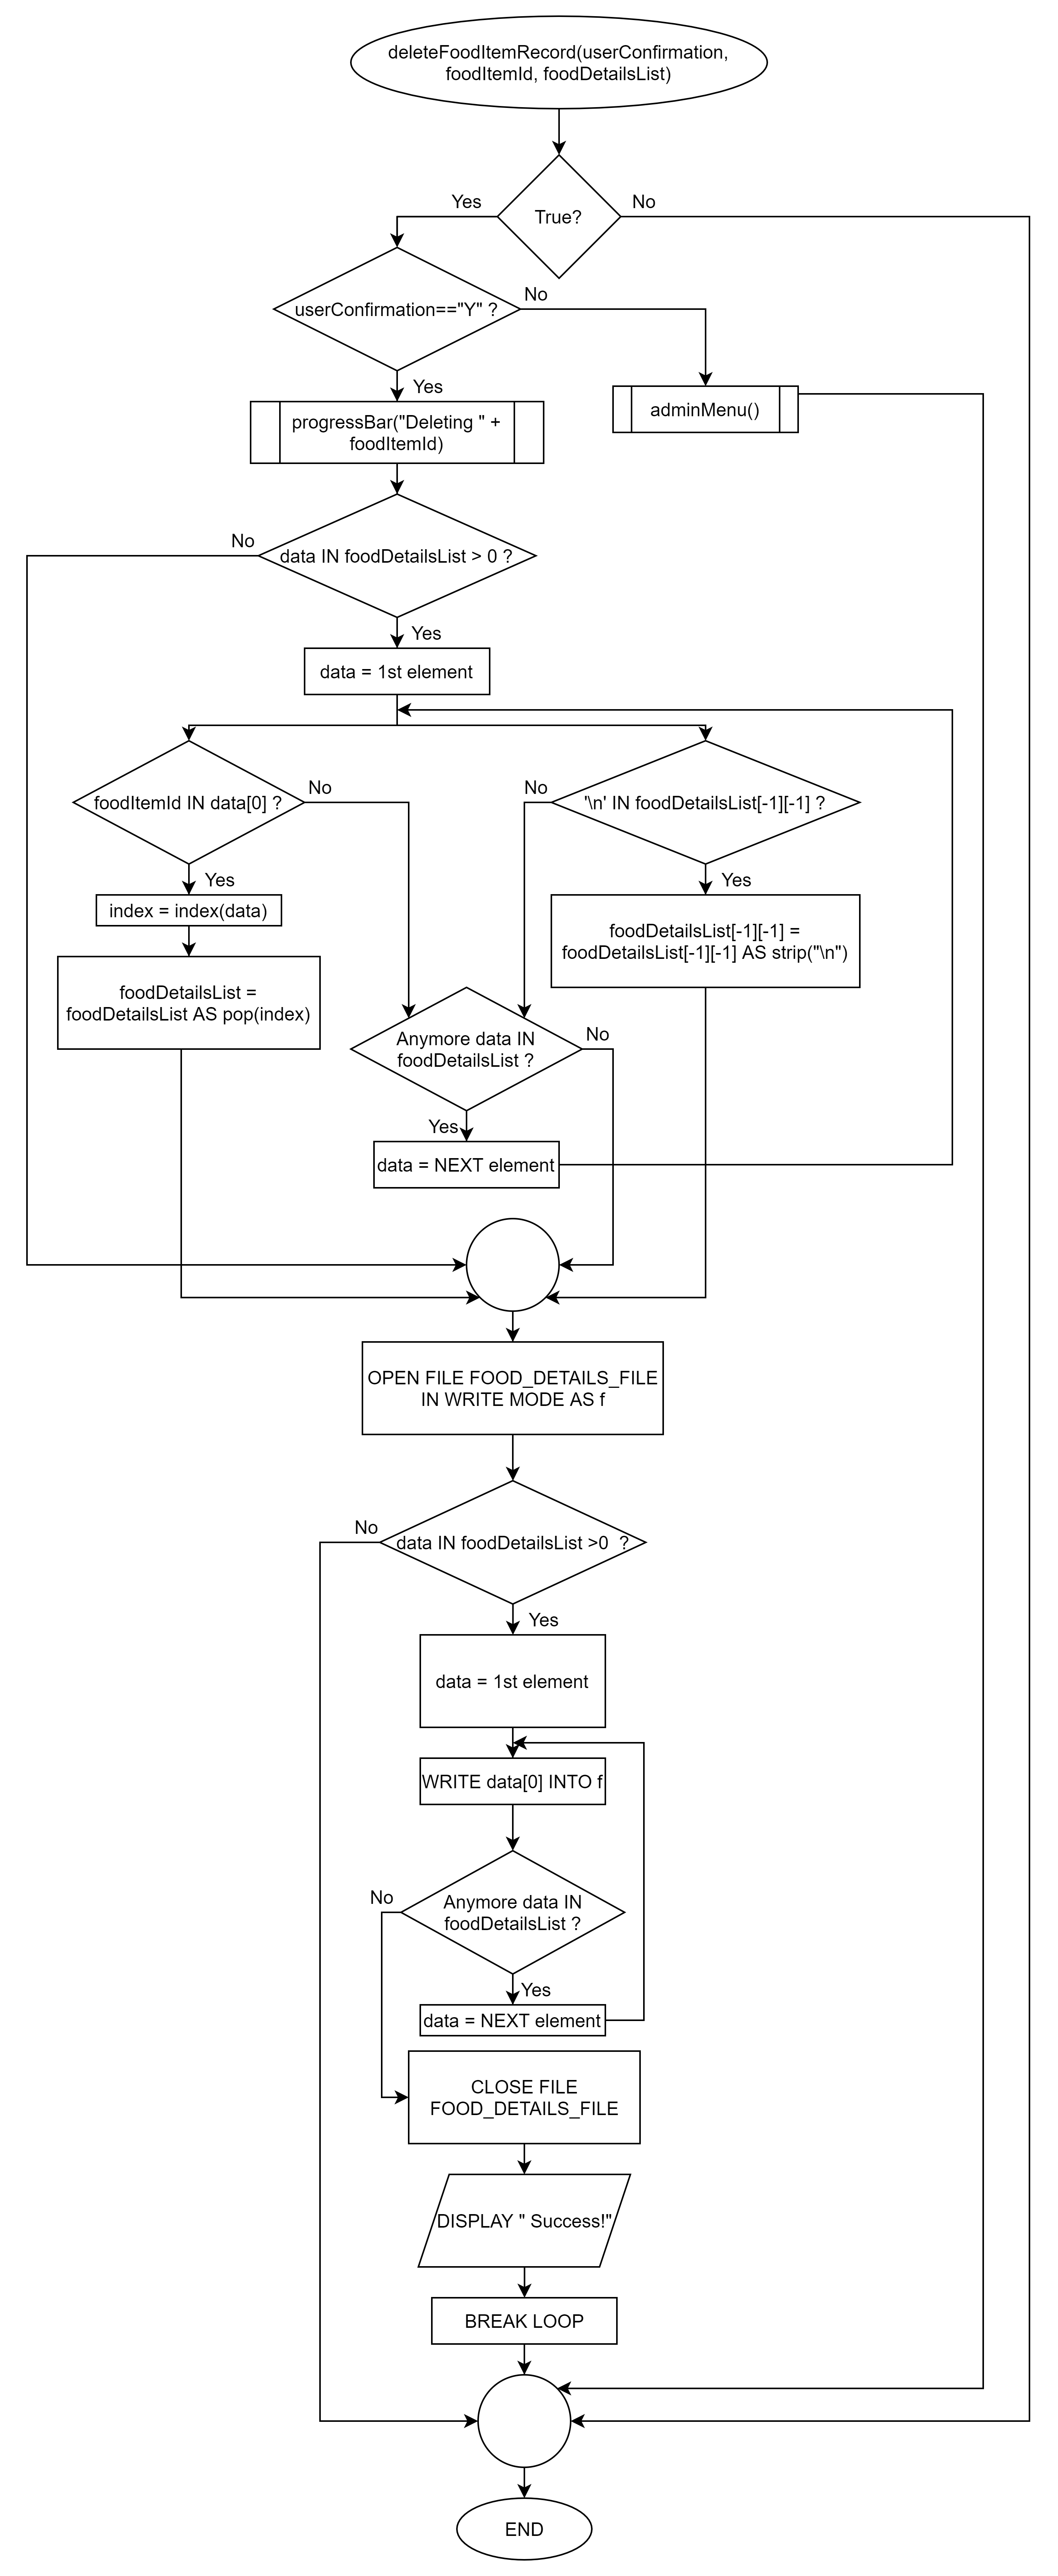 deleteFoodItemRecord(userConfirmation,
foodItemId, foodDetailsList)
True?
Yes
No
userConfirmation=="Y" ?
No
Yes
adminMenu()
progressBar("Deleting " +
foodItemId)
No
data IN foodDetailsList > 0 ?
Yes
data = 1st element
foodItemId IN data[0] ?
No
No
'\n' IN foodDetailsList[-1][-1] ?
Yes
Yes
index = index(data)
foodDetailsList[-1][-1] =
foodDetailsList[-1][-1] AS strip("\n")
foodDetailsList =
foodDetailsList AS pop(index)
Anymore data IN
foodDetailsList ?
No
Yes
data = NEXT element
OPEN FILE FOOD_DETAILS_FILE
IN WRITE MODE AS f
No
data IN foodDetailsList >0  ?
Yes
data = 1st element
WRITE data[0] INTO f
No
Anymore data IN
foodDetailsList ?
Yes
data = NEXT element
CLOSE FILE
FOOD_DETAILS_FILE
DISPLAY " Success!"
BREAK LOOP
END